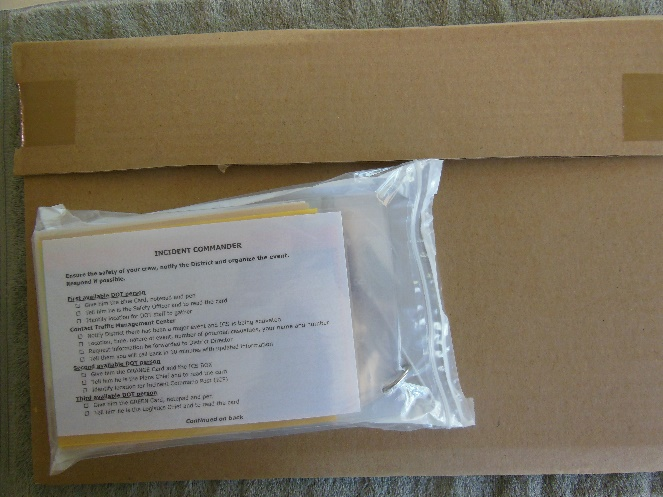 INCIDENT COMMANDER
Ensure the safety of your crew, notify the District and organize the event.
Respond if possible.
First available DOT person
Give him the Blue Card, notepad and pen
Tell him he is the Safety Officer and to read the card
Identify location for DOT staff to gather
Contact Traffic Management Center
Notify District there has been a major event and ICS is being activated
Location, time, nature of event, number of personnel, casualties, your name and number
Request information be forwarded to District Director
Tell them you will call back in 20 minutes with updated information
Second available DOT person
Give him the ORANGE Card and the ICS Box
Tell him he is the Plans Chief and to read the card
Identify location for Incident Command Post (ICP)
Third available DOT person
Give him the GREEN Card, notepad and pen
Tell him he is the Logistics Chief and to read the card
Continued on back